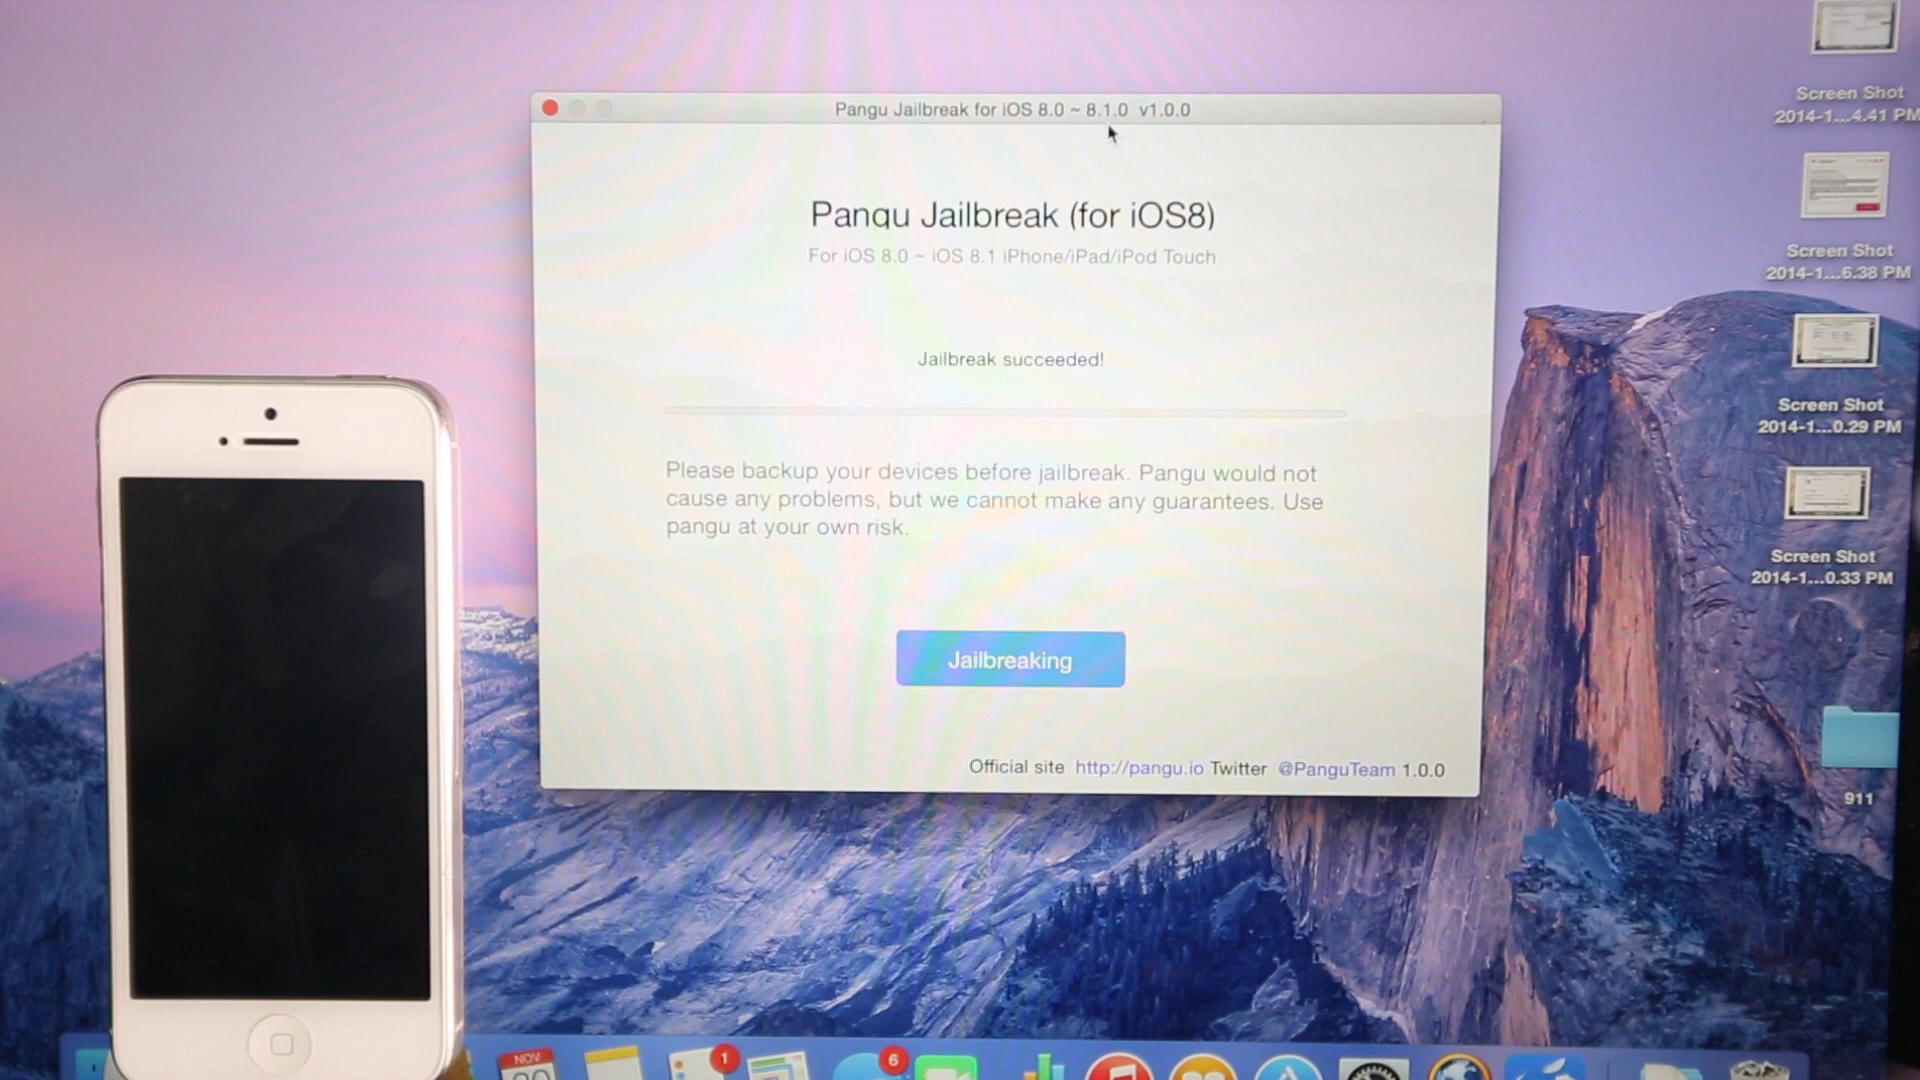 Pangu Jailbreak for iOS 8.0 ~ 8.1.0 v1.0.0
Pangu Jailbreak (for iOS8)
For iOS 8.0 ~ iOS 8.1 iPhone/iPad/iPod Touch
Jailbreak succeeded!
Please backup your devices before jailbreak. Pangu would not
cause any problems, but we cannot make any guarantees. Use
pangu at your own risk.
Jailbreaking
Official site http://pangu.io Twitter @PanguTeam 1.0.0
Screen Shot
2014-1...4.41 PM
Screen Shot
2014-1...6.38 PM
Screen Shot
2014-1...0.29 PM
Screen Shot
2014-1...0.33 PM
911
NOV
1
6